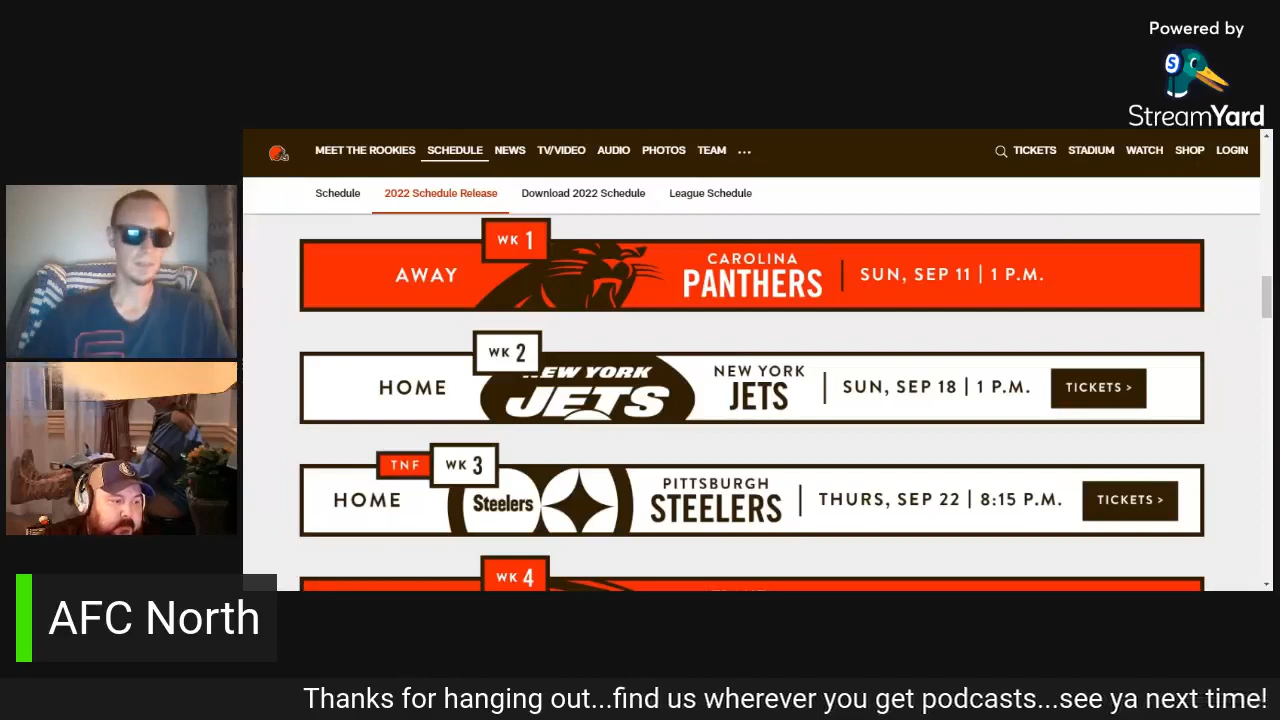 Powered by
S
StreamYard
MEET THE ROOKIES SCHEDULE NEWS TV/VIDEO AUDIO PHOTOS TEAM ... TICKETS STADIUM WATCH SHOP LOGIN
Schedule 2022 Schedule Release Download 2022 Schedule League Schedule
WK 1
AWAY CAROLINA PANTHERS SUN, SEP 11 | 1 P.M.
WK 2
HOME NEW YORK JETS NEW YORK JETS SUN, SEP 18 | 1 P.M. TICKETS >
TNF WK 3
HOME Steelers PITTSBURGH STEELERS THURS, SEP 22 | 8:15 P.M. TICKETS >
WK 4
AFC North
Thanks for hanging out...find us wherever you get podcasts...see ya next time!